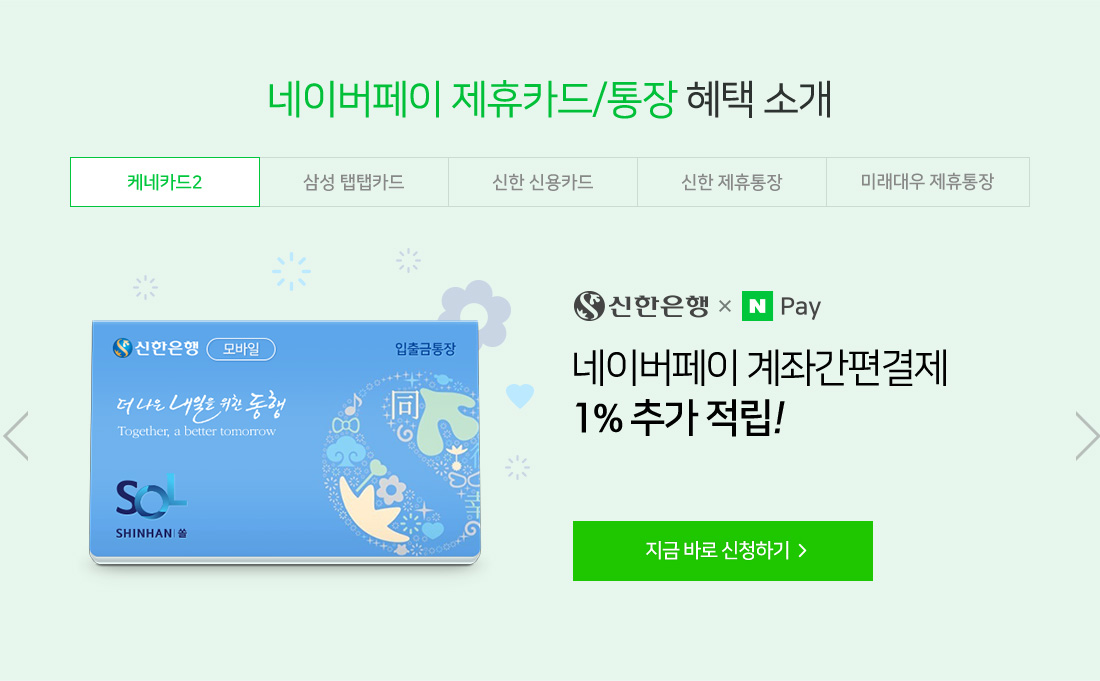 네이버페이 제휴카드/통장 혜택 소개
케네카드2
삼성 탭탭카드
신한 신용카드
신한 제휴통장
미래대우 제휴통장
신한은행 × N Pay
네이버페이 계좌간편결제
1% 추가 적립!
지금 바로 신청하기 >
신한은행 모바일
입출금통장
더 나은 내일을 위한 동행
Together, a better tomorrow
同
SOL
SHINHAN | 쏠